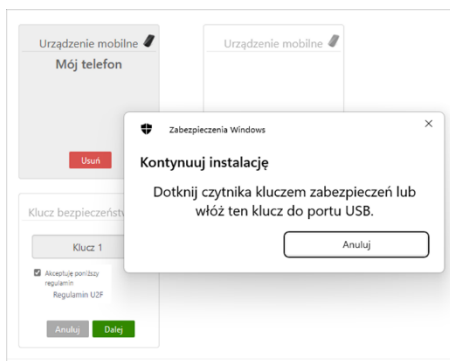 Urządzenie mobilne
Mój telefon
Usuń
Urządzenie mobilne
Zabezpieczenia Windows
Kontynuuj instalację
Dotknij czytnika kluczem zabezpieczeń lub
włóż ten klucz do portu USB.
Anuluj
Klucz bezpieczeństw
Klucz 1
Akceptuję poniższy
regulamin
Regulamin U2F
Anuluj
Dalej